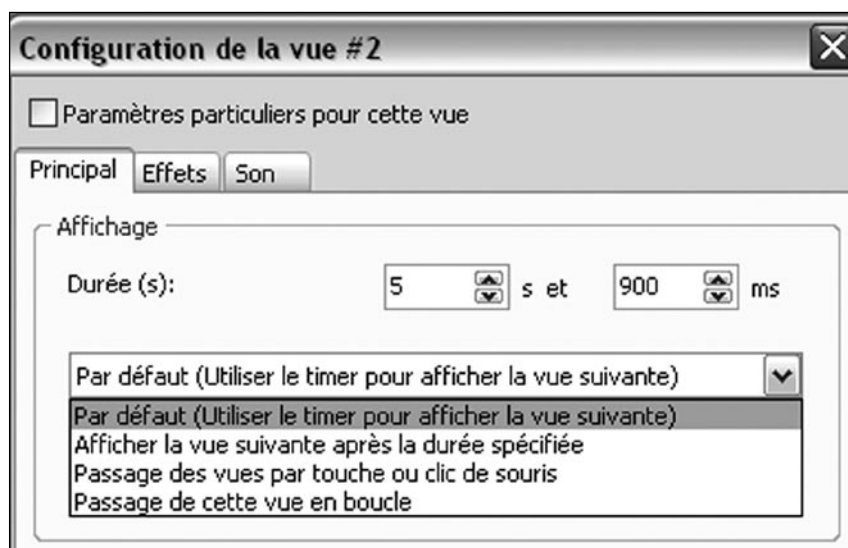 Configuration de la vue #2
Paramètres particuliers pour cette vue
Principal Effets Son
Affichage
Durée (s): 5 s et 900 ms
Par défaut (Utiliser le timer pour afficher la vue suivante)
Par défaut (Utiliser le timer pour afficher la vue suivante)
Afficher la vue suivante après la durée spécifiée
Passage des vues par touche ou clic de souris
Passage de cette vue en boucle